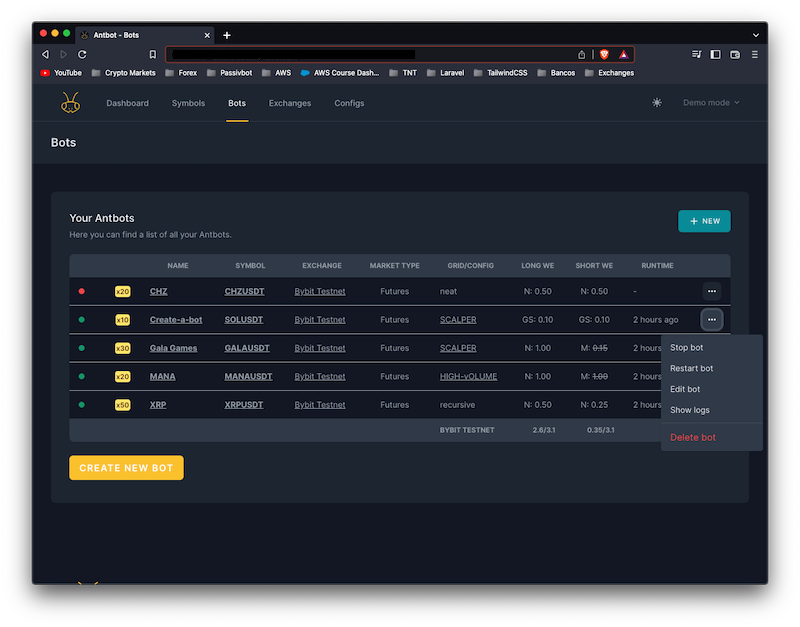 Antbot - Bots
YouTube Crypto Markets Forex Passivbot AWS AWS Course Dash... TNT Laravel TailwindCSS Bancos Exchanges
Dashboard Symbols Bots Exchanges Configs Demo mode
Bots
Your Antbots
Here you can find a list of all your Antbots.
+ NEW
NAME SYMBOL EXCHANGE MARKET TYPE GRID/CONFIG LONG WE SHORT WE RUNTIME
x20 CHZ CHZUSDT Bybit Testnet Futures neat N: 0.50 N: 0.50 - ...
x10 Create-a-bot SOLUSDT Bybit Testnet Futures SCALPER GS: 0.10 GS: 0.10 2 hours ago ...
x30 Gala Games GALAUSDT Bybit Testnet Futures SCALPER N: 1.00 M: 0.15 2 hours
x20 MANA MANAUSDT Bybit Testnet Futures HIGH-vOLUME N: 1.00 M: 1.00 2 hours
x50 XRP XRPUSDT Bybit Testnet Futures recursive N: 0.50 N: 0.25 2 hours
BYBIT TESTNET 2.6/3.1 0.35/3.1
Stop bot
Restart bot
Edit bot
Show logs
Delete bot
CREATE NEW BOT